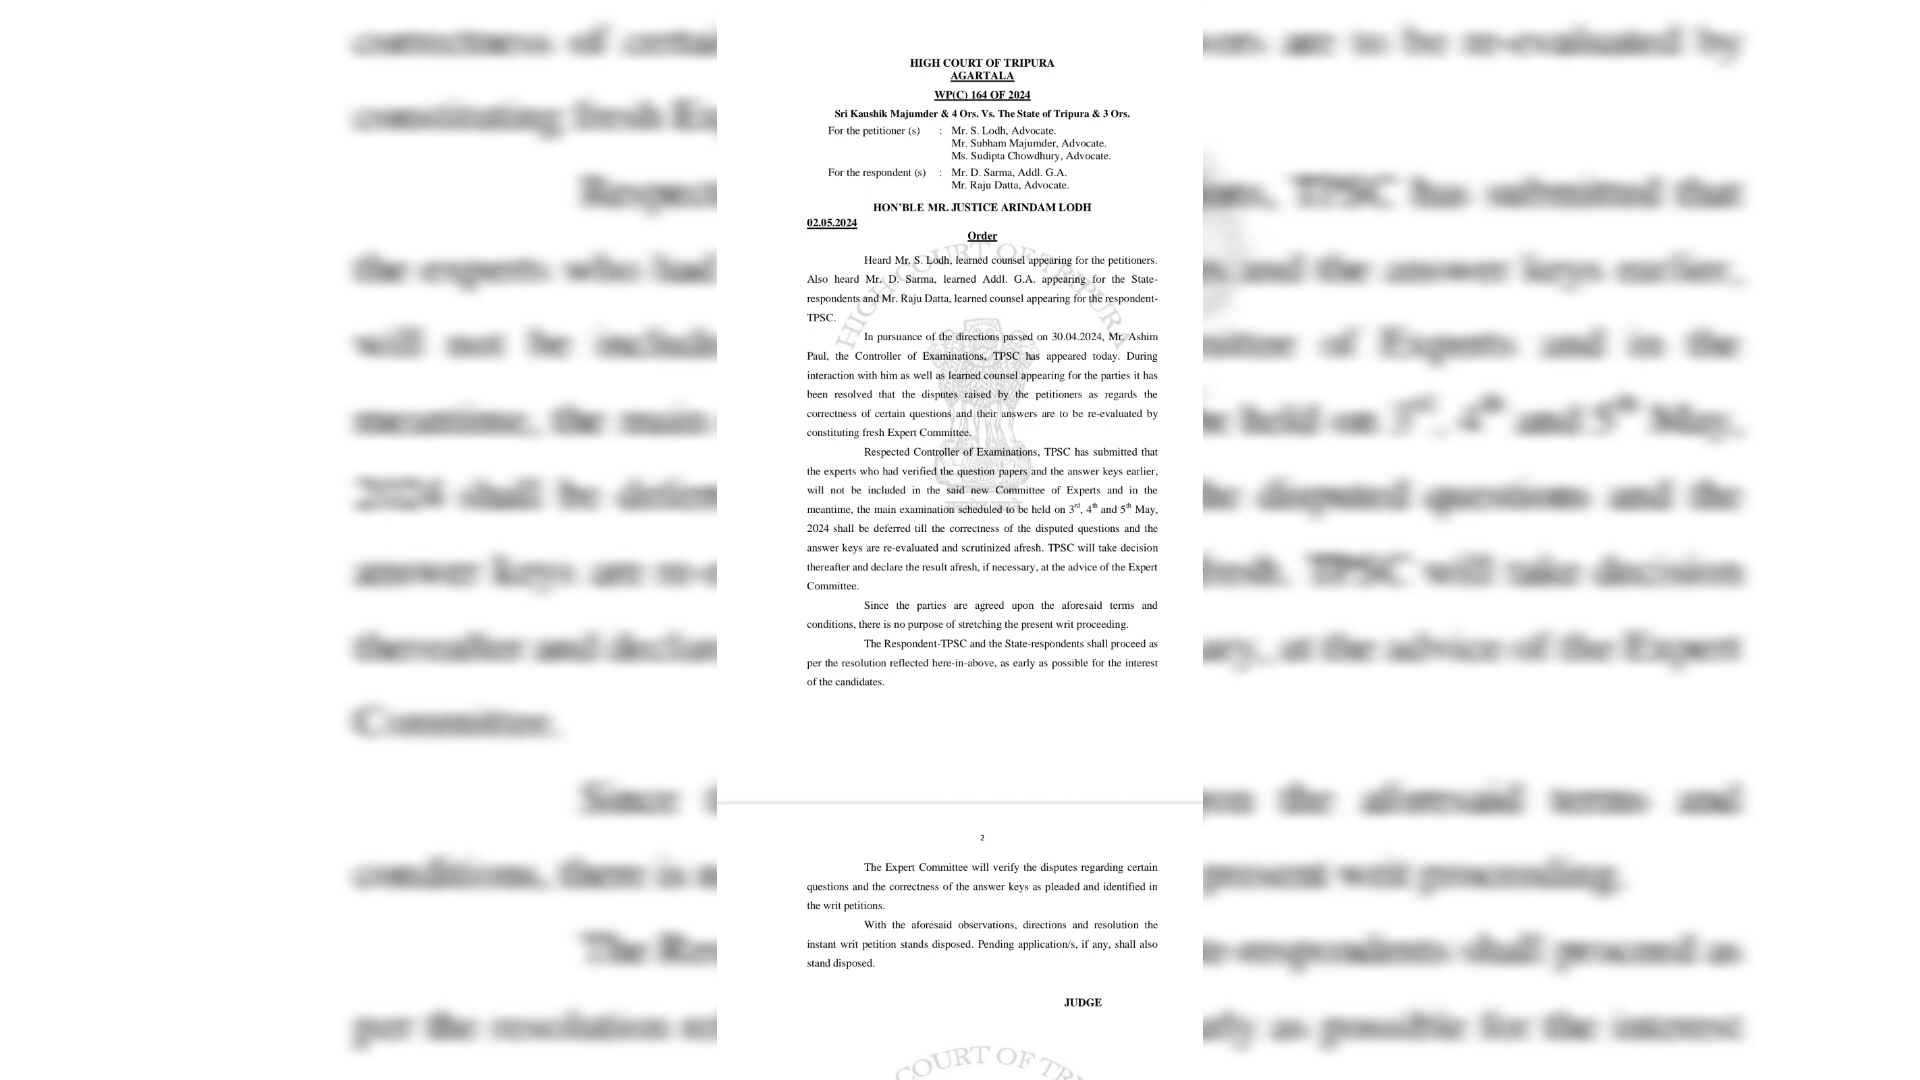 HIGH COURT OF TRIPURA
AGARTALA
WP(C) 164 OF 2024
Sri Kaushik Majumder & 4 Ors. Vs. The State of Tripura & 3 Ors.
For the petitioner (s) : Mr. S. Lodh, Advocate.
Mr. Subham Majumder, Advocate.
Ms. Sudipta Chowdhury, Advocate.
For the respondent (s) : Mr. D. Sarma, Addl. G.A.
Mr. Raju Datta, Advocate.
HON'BLE MR. JUSTICE ARINDAM LODH
02.05.2024
Order
Heard Mr. S. Lodh, learned counsel appearing for the petitioners.
Also heard Mr. D. Sarma, learned Addl. G.A. appearing for the State-
respondents and Mr. Raju Datta, learned counsel appearing for the respondent-
TPSC.
In pursuance of the directions passed on 30.04.2024, Mr. Ashim
Paul, the Controller of Examinations, TPSC has appeared today. During
interaction with him as well as learned counsel appearing for the parties it has
been resolved that the disputes raised by the petitioners as regards the
correctness of certain questions and their answers are to be re-evaluated by
constituting fresh Expert Committee.
Respected Controller of Examinations, TPSC has submitted that
the experts who had verified the question papers and the answer keys earlier,
will not be included in the said new Committee of Experts and in the
meantime, the main examination scheduled to be held on 3rd, 4th and 5th May,
2024 shall be deferred till the correctness of the disputed questions and the
answer keys are re-evaluated and scrutinized afresh. TPSC will take decision
thereafter and declare the result afresh, if necessary, at the advice of the Expert
Committee.
Since the parties are agreed upon the aforesaid terms and
conditions, there is no purpose of stretching the present writ proceeding.
The Respondent-TPSC and the State-respondents shall proceed as
per the resolution reflected here-in-above, as early as possible for the interest
of the candidates.
2
The Expert Committee will verify the disputes regarding certain
questions and the correctness of the answer keys as pleaded and identified in
the writ petitions.
With the aforesaid observations, directions and resolution the
instant writ petition stands disposed. Pending application/s, if any, shall also
stand disposed.
JUDGE
HIGH COURT OF TRIPURA
COURT OF TRI